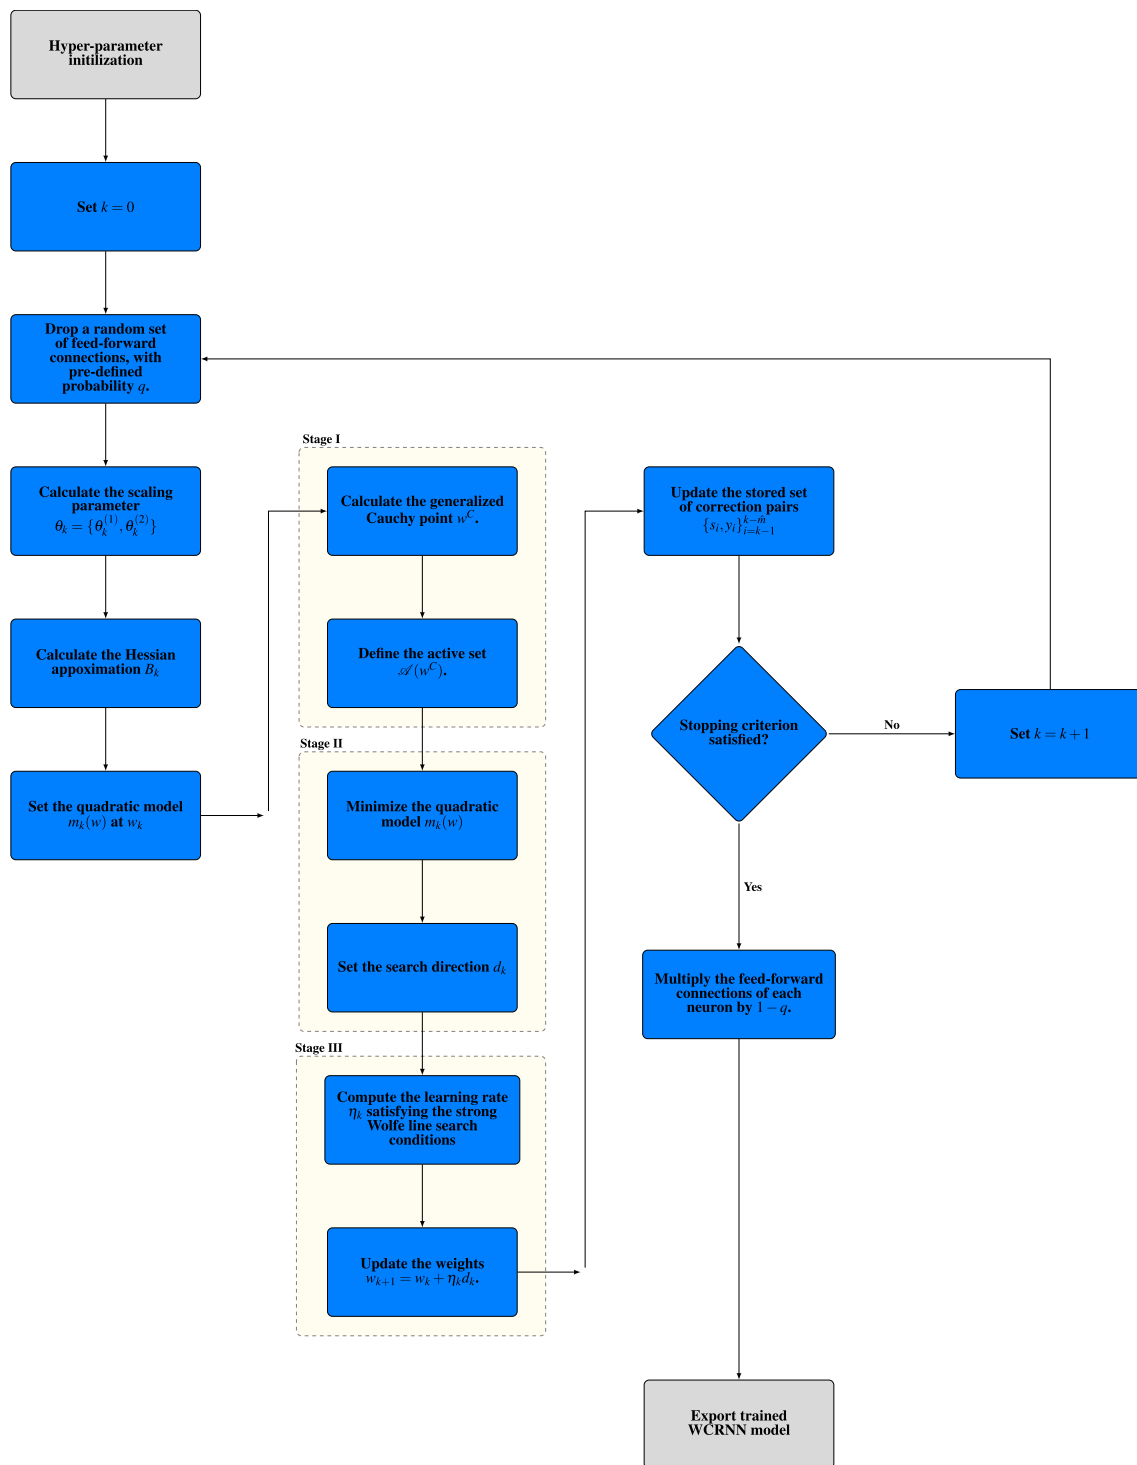 Hyper-parameter
initilization
Set k = 0
Drop a random set
of feed-forward
connections, with
pre-defined
probability q.
Calculate the scaling
parameter
θ_k = {θ_k^{(1)}, θ_k^{(2)}}
Calculate the Hessian
appoximation B_k
Set the quadratic model
m_k(w) at w_k
Stage I
Calculate the generalized
Cauchy point w^C.
Define the active set
𝒜(w^C).
Stage II
Minimize the quadratic
model m_k(w)
Set the search direction d_k
Stage III
Compute the learning rate
η_k satisfying the strong
Wolfe line search
conditions
Update the weights
w_{k+1} = w_k + η_k d_k.
Update the stored set
of correction pairs
{s_i, y_i}_{i=k−1}^{k−m̂}
Stopping criterion
satisfied?
No
Set k = k + 1
Yes
Multiply the feed-forward
connections of each
neuron by 1 − q.
Export trained
WCRNN model